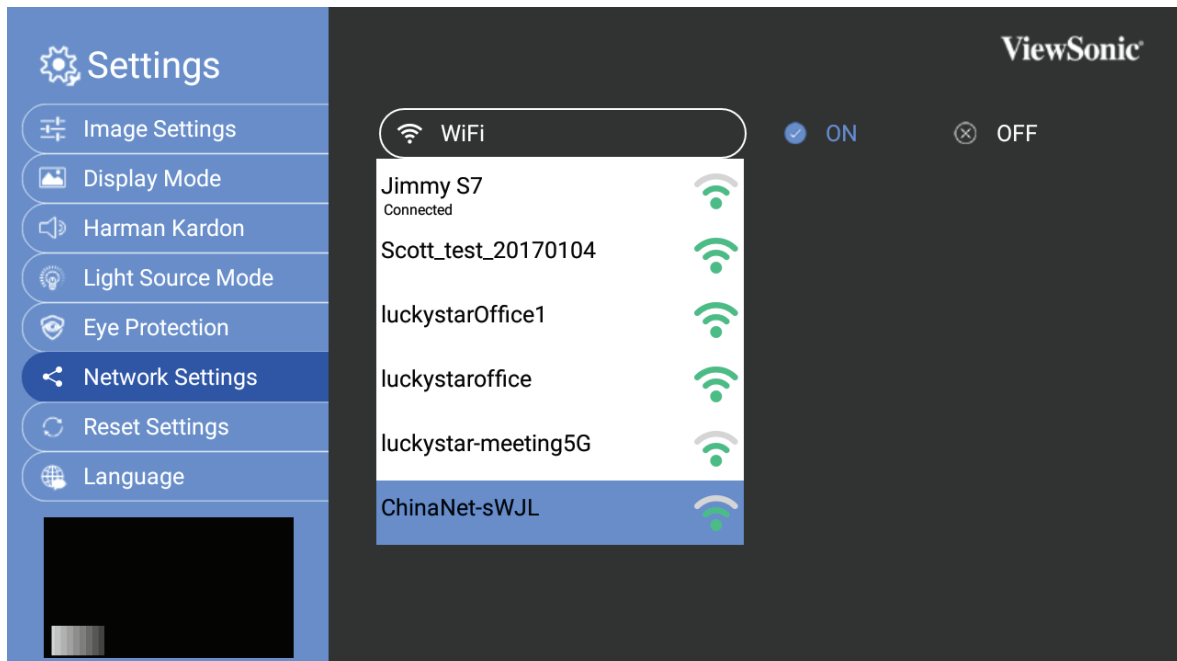 Settings
ViewSonic
Image Settings
Display Mode
Harman Kardon
Light Source Mode
Eye Protection
Network Settings
Reset Settings
Language
WiFi
ON
OFF
Jimmy S7
Connected
Scott_test_20170104
luckystarOffice1
luckystaroffice
luckystar-meeting5G
ChinaNet-sWJL